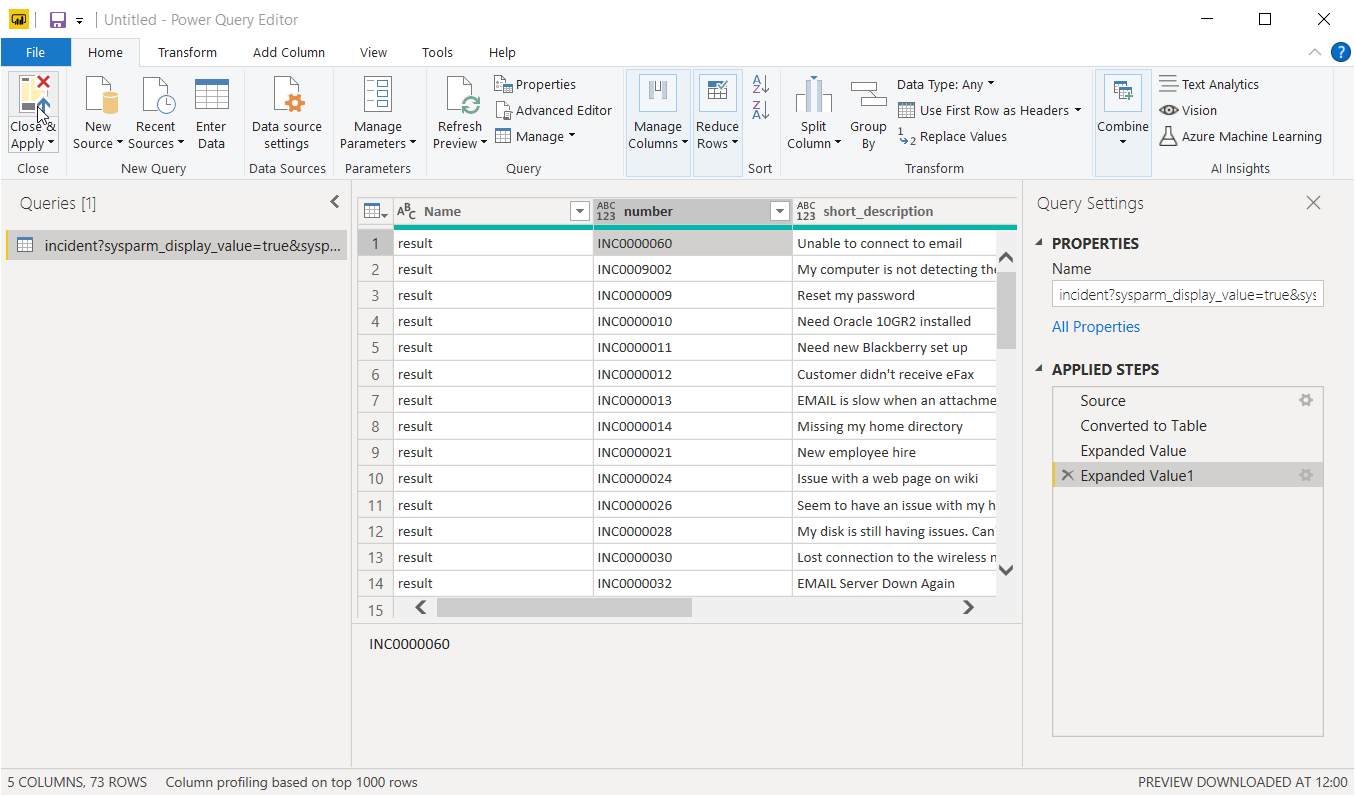 Untitled - Power Query Editor
File Home Transform Add Column View Tools Help
Close & Apply
Close
New Source
Recent Sources
Enter Data
New Query
Data source settings
Data Sources
Manage Parameters
Parameters
Refresh Preview
Properties
Advanced Editor
Manage
Query
Manage Columns
Reduce Rows
Sort
Split Column
Group By
Data Type: Any
Use First Row as Headers
Replace Values
Transform
Combine
Text Analytics
Vision
Azure Machine Learning
AI Insights
Queries [1]
incident?sysparm_display_value=true&sysp...
ABC Name ABC 123 number ABC 123 short_description
1 result INC0000060 Unable to connect to email
2 result INC0009002 My computer is not detecting the
3 result INC0000009 Reset my password
4 result INC0000010 Need Oracle 10GR2 installed
5 result INC0000011 Need new Blackberry set up
6 result INC0000012 Customer didn't receive eFax
7 result INC0000013 EMAIL is slow when an attachme
8 result INC0000014 Missing my home directory
9 result INC0000021 New employee hire
10 result INC0000024 Issue with a web page on wiki
11 result INC0000026 Seem to have an issue with my h
12 result INC0000028 My disk is still having issues. Can'
13 result INC0000030 Lost connection to the wireless n
14 result INC0000032 EMAIL Server Down Again
15
INC0000060
Query Settings
PROPERTIES
Name
incident?sysparm_display_value=true&sys
All Properties
APPLIED STEPS
Source
Converted to Table
Expanded Value
Expanded Value1
5 COLUMNS, 73 ROWS Column profiling based on top 1000 rows
PREVIEW DOWNLOADED AT 12:00